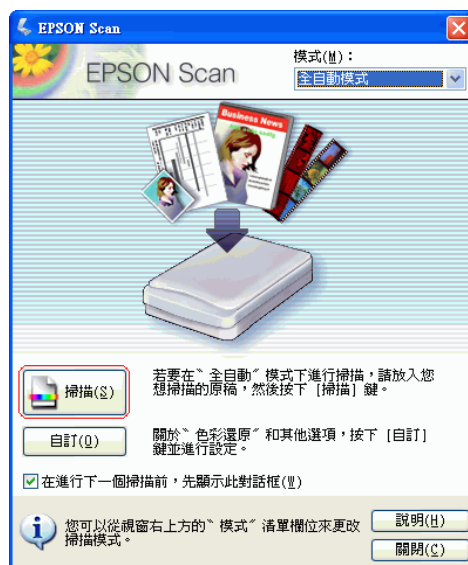 EPSON Scan
EPSON Scan
模式(M)：
全自動模式
Business News
掃描(S)
若要在〝全自動〞模式下進行掃描，請放入您
想掃描的原稿，然後按下 [掃描] 鍵。
自訂(O)
關於〝色彩還原〞和其他選項，按下 [自訂]
鍵並進行設定。
在進行下一個掃描前，先顯示此對話框(W)
您可以從視窗右上方的〝模式〞清單欄位來更改
掃描模式。
說明(H)
關閉(C)